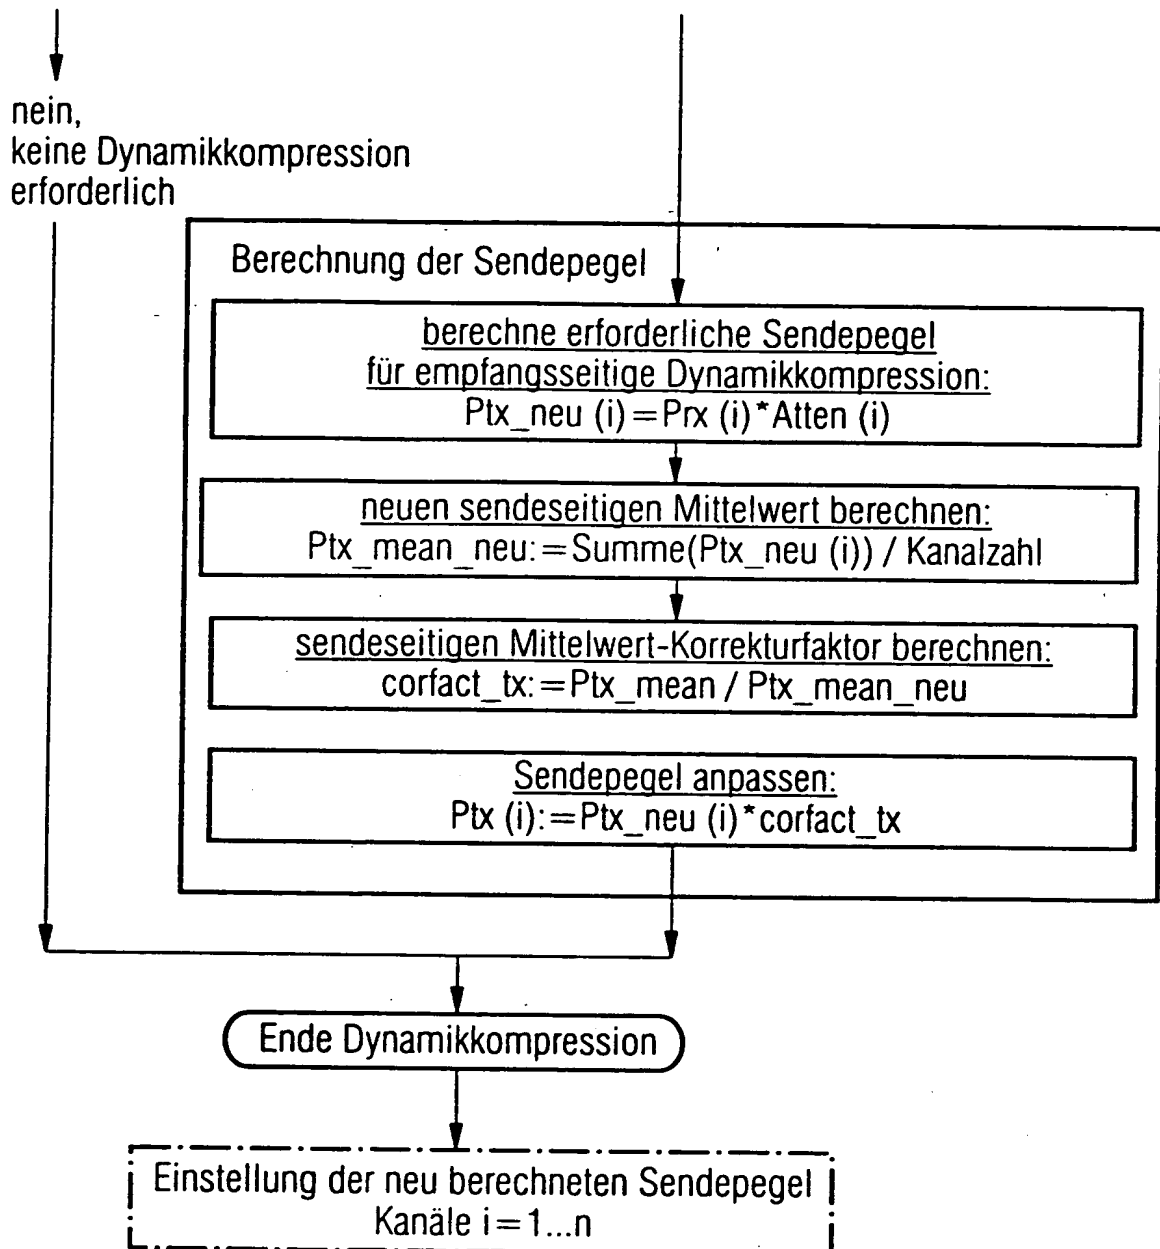 nein,
keine Dynamikkompression
erforderlich
Berechnung der Sendepegel
berechne erforderliche Sendepegel
für empfangsseitige Dynamikkompression:
Ptx_neu (i)=Prx (i)*Atten (i)
neuen sendeseitigen Mittelwert berechnen:
Ptx_mean_neu:=Summe(Ptx_neu (i)) / Kanalzahl
sendeseitigen Mittelwert-Korrekturfaktor berechnen:
corfact_tx:=Ptx_mean / Ptx_mean_neu
Sendepegel anpassen:
Ptx (i):=Ptx_neu (i)*corfact_tx
Ende Dynamikkompression
Einstellung der neu berechneten Sendepegel
Kanäle i=1...n